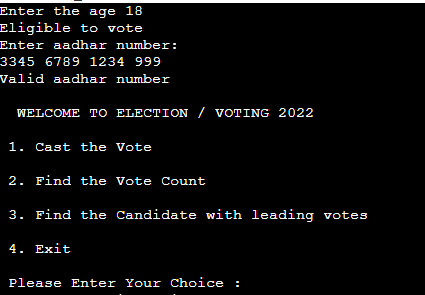 Enter the age 18
Eligible to vote
Enter aadhar number:
3345 6789 1234 999
Valid aadhar number
WELCOME TO ELECTION / VOTING 2022
1. Cast the Vote
2. Find the Vote Count
3. Find the Candidate with leading votes
4. Exit
Please Enter Your Choice :